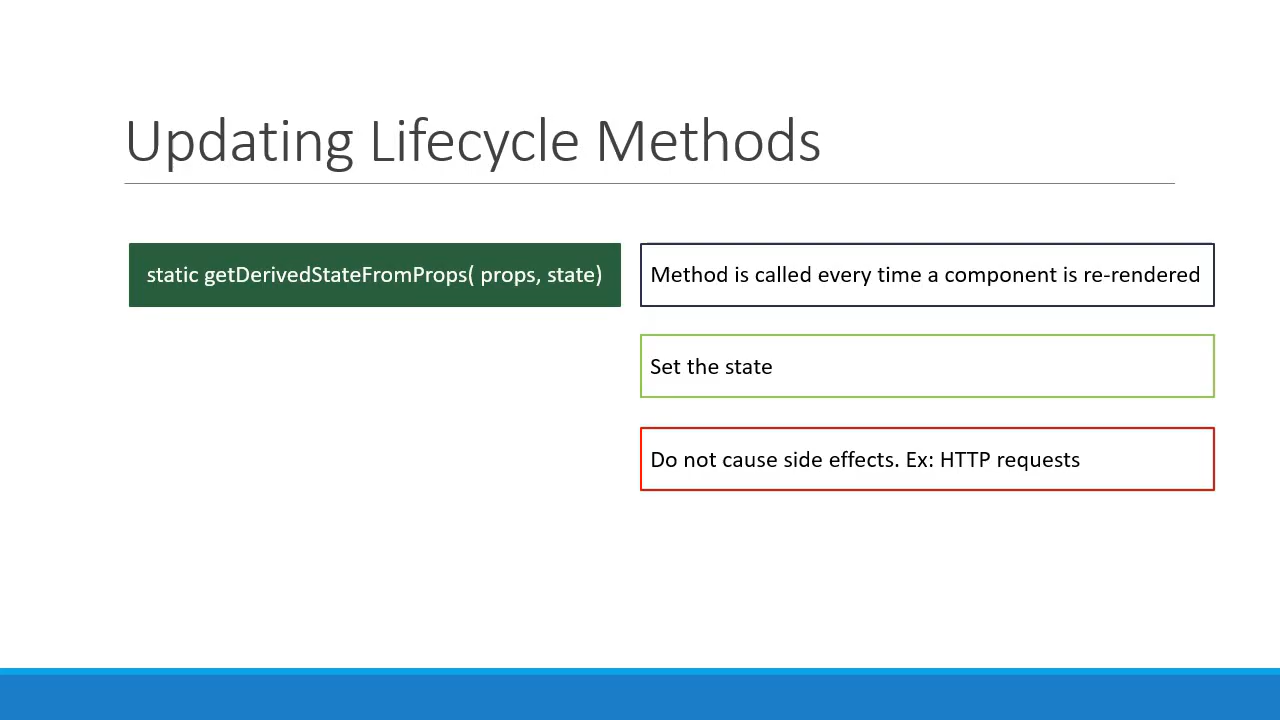 Updating Lifecycle Methods
static getDerivedStateFromProps( props, state)
Method is called every time a component is re-rendered
Set the state
Do not cause side effects. Ex: HTTP requests